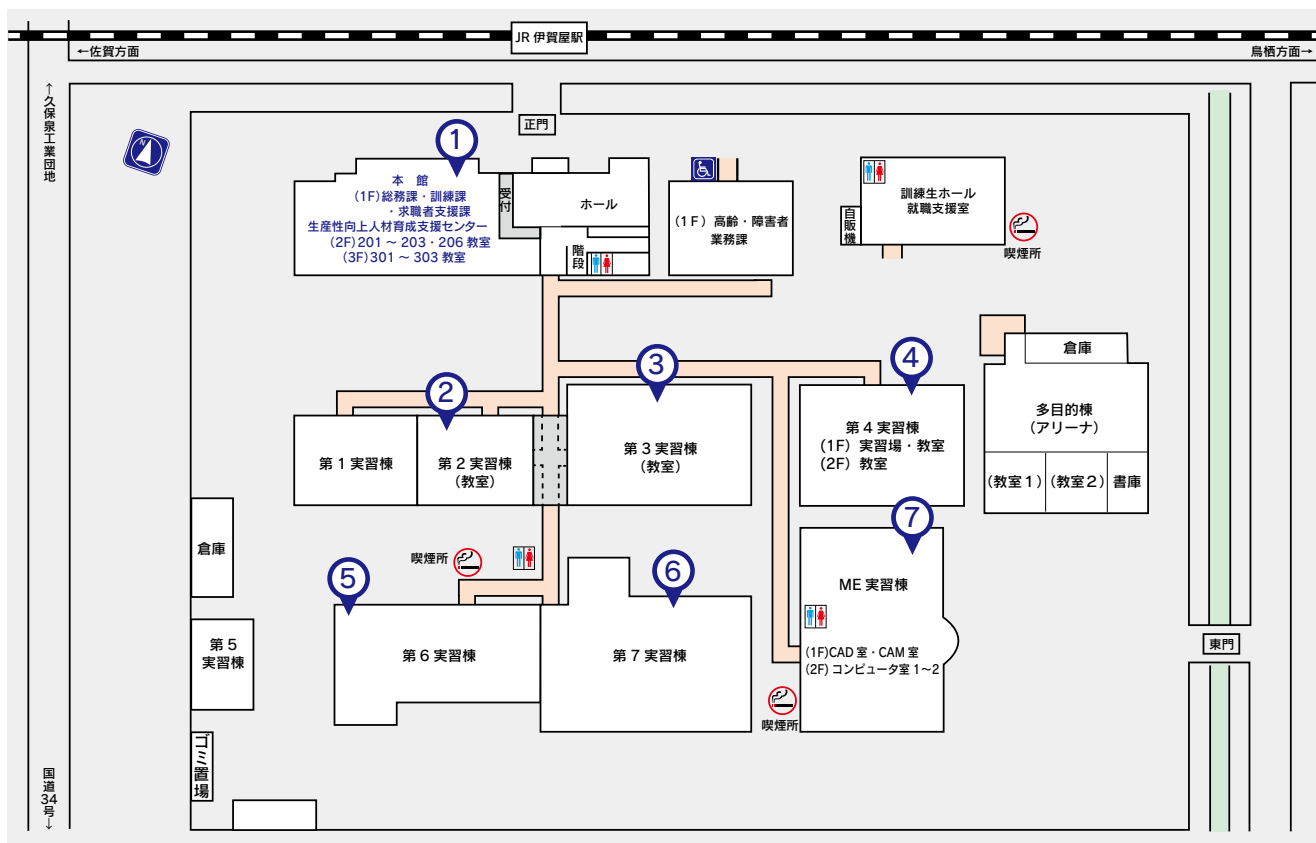 JR 伊賀屋駅
←佐賀方面
鳥栖方面→
←久保泉工業団地
N
正門
1
本 館
(1F)総務課・訓練課
・求職者支援課
生産性向上人材育成支援センター
(2F)201 ～ 203・206 教室
(3F)301 ～ 303 教室
受付
ホール
階段
(１F) 高齢・障害者
業務課
訓練生ホール
就職支援室
自販機
喫煙所
2
3
4
第１実習棟
第２実習棟
(教室)
第３実習棟
(教室)
第４実習棟
(1F) 実習場・教室
(2F) 教室
倉庫
多目的棟
(アリーナ)
(教室１)
(教室２)
書庫
倉庫
喫煙所
5
6
7
ME 実習棟
(1F)CAD 室・CAM 室
(2F) コンピュータ室 1～2
第５
実習棟
第６実習棟
第７実習棟
東門
喫煙所
ゴミ置場
国道34号→